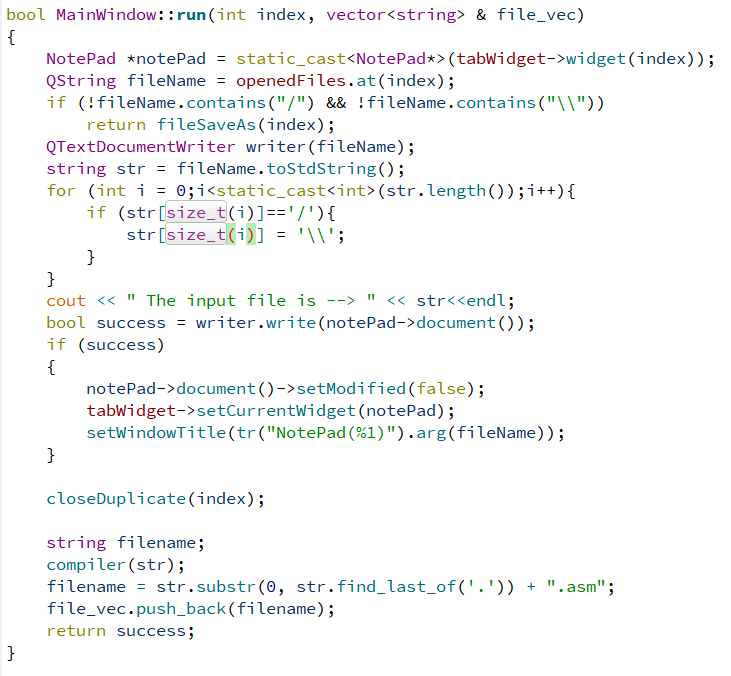 bool MainWindow::run(int index, vector<string> & file_vec)
{
    NotePad *notePad = static_cast<NotePad*>(tabWidget->widget(index));
    QString fileName = openedFiles.at(index);
    if (!fileName.contains("/") && !fileName.contains("\\"))
        return fileSaveAs(index);
    QTextDocumentWriter writer(fileName);
    string str = fileName.toStdString();
    for (int i = 0;i<static_cast<int>(str.length());i++){
        if (str[size_t(i)]=='/'){
            str[size_t(i)] = '\\';
        }
    }
    cout << " The input file is --> " << str<<endl;
    bool success = writer.write(notePad->document());
    if (success)
    {
        notePad->document()->setModified(false);
        tabWidget->setCurrentWidget(notePad);
        setWindowTitle(tr("NotePad(%1)").arg(fileName));
    }

    closeDuplicate(index);

    string filename;
    compiler(str);
    filename = str.substr(0, str.find_last_of('.')) + ".asm";
    file_vec.push_back(filename);
    return success;
}